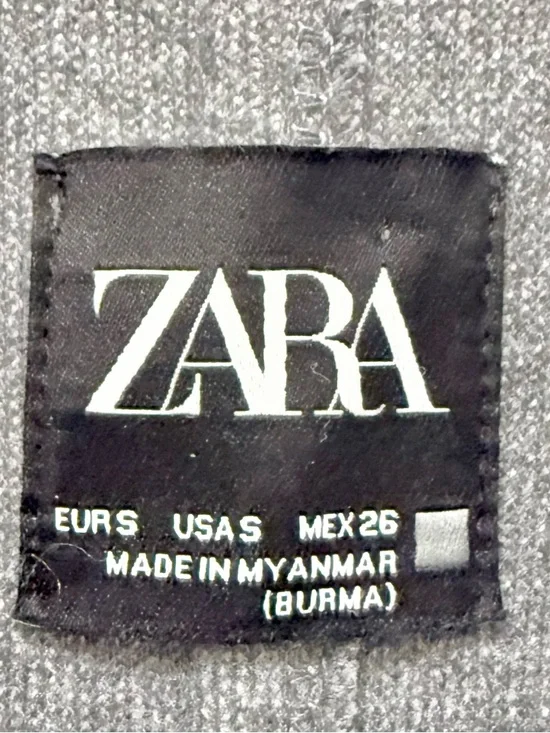 ZARA
EUR S USA S MEX 26
MADE IN MYANMAR
(BURMA)